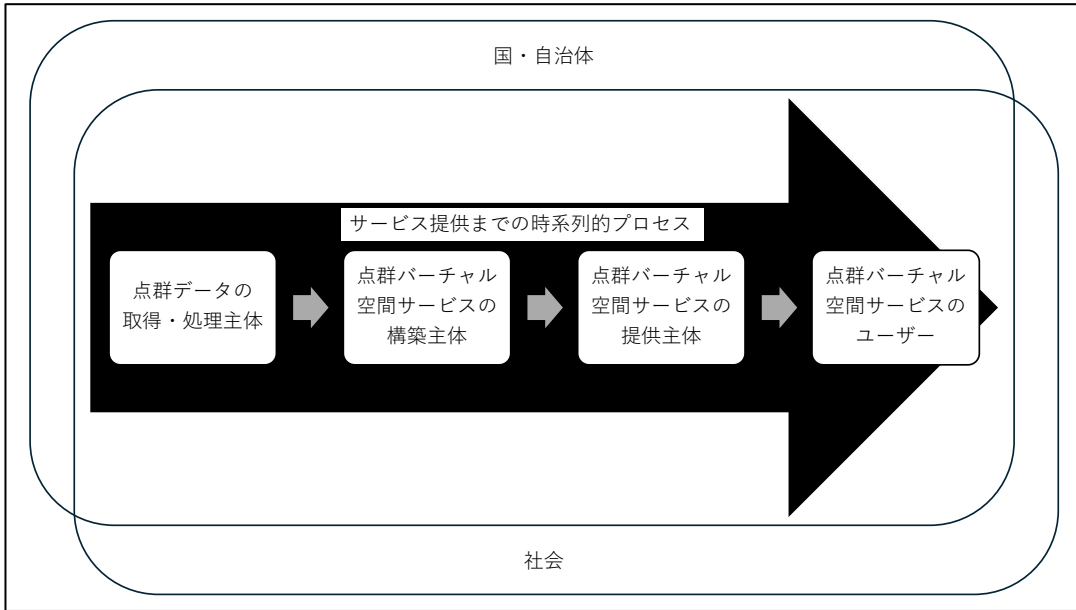 国・自治体
サービス提供までの時系列的プロセス
点群データの
取得・処理主体
点群バーチャル
空間サービスの
構築主体
点群バーチャル
空間サービスの
提供主体
点群バーチャル
空間サービスの
ユーザー
社会